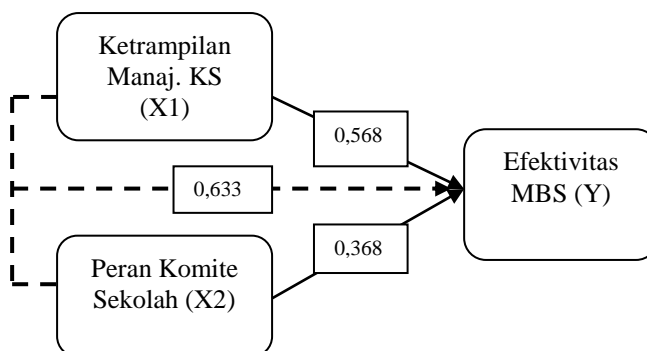 Ketrampilan
Manaj. KS
(X1)
0,568
Efektivitas
MBS (Y)
0,633
0,368
Peran Komite
Sekolah (X2)